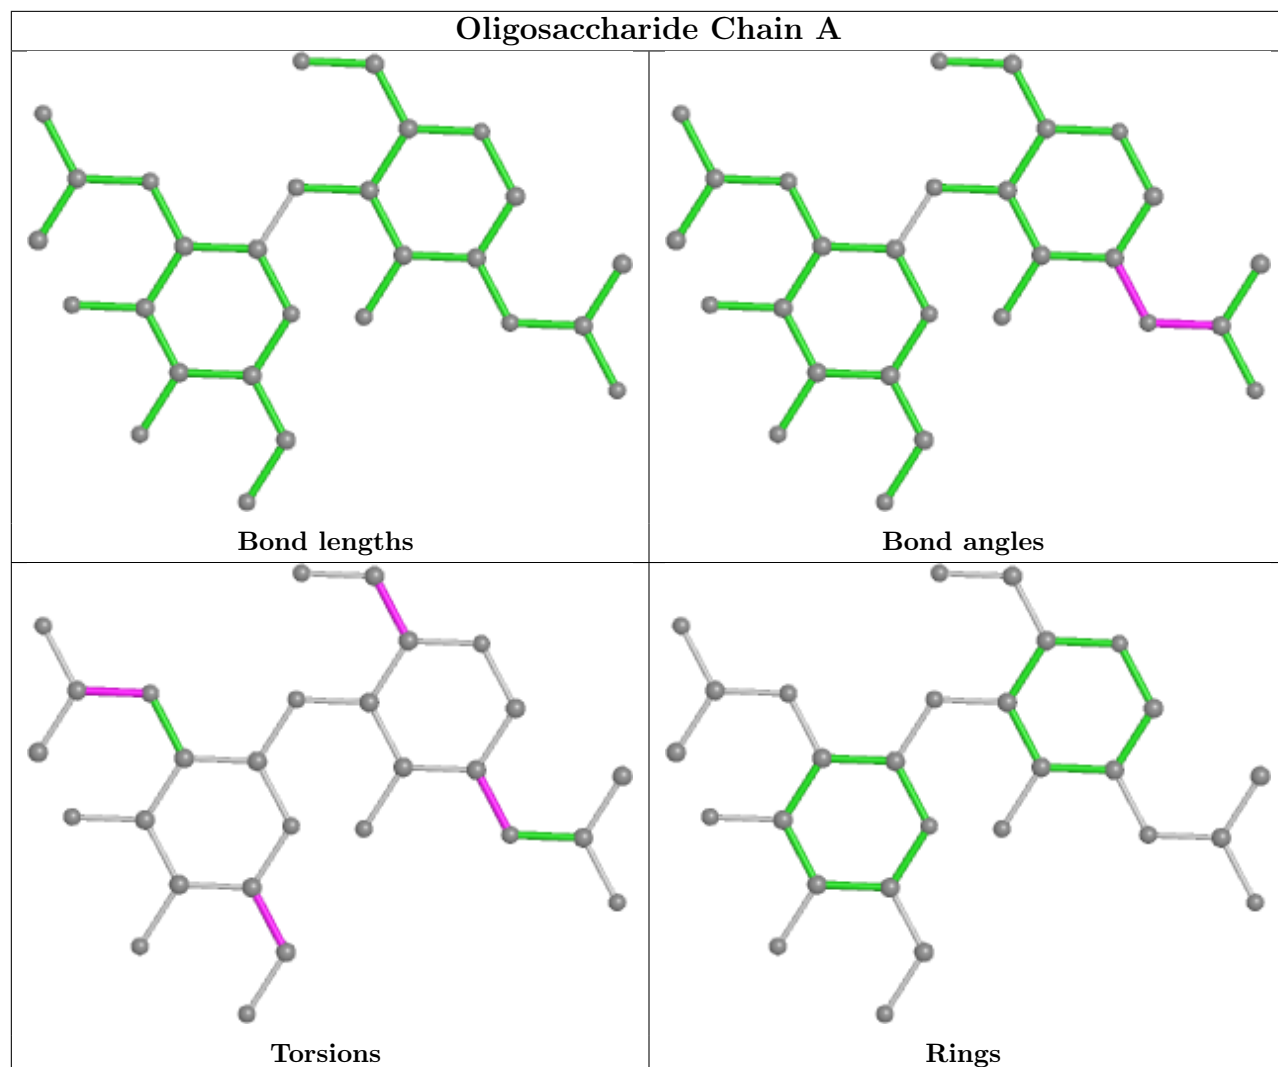 Oligosaccharide Chain A
Bond lengths
Bond angles
Torsions
Rings